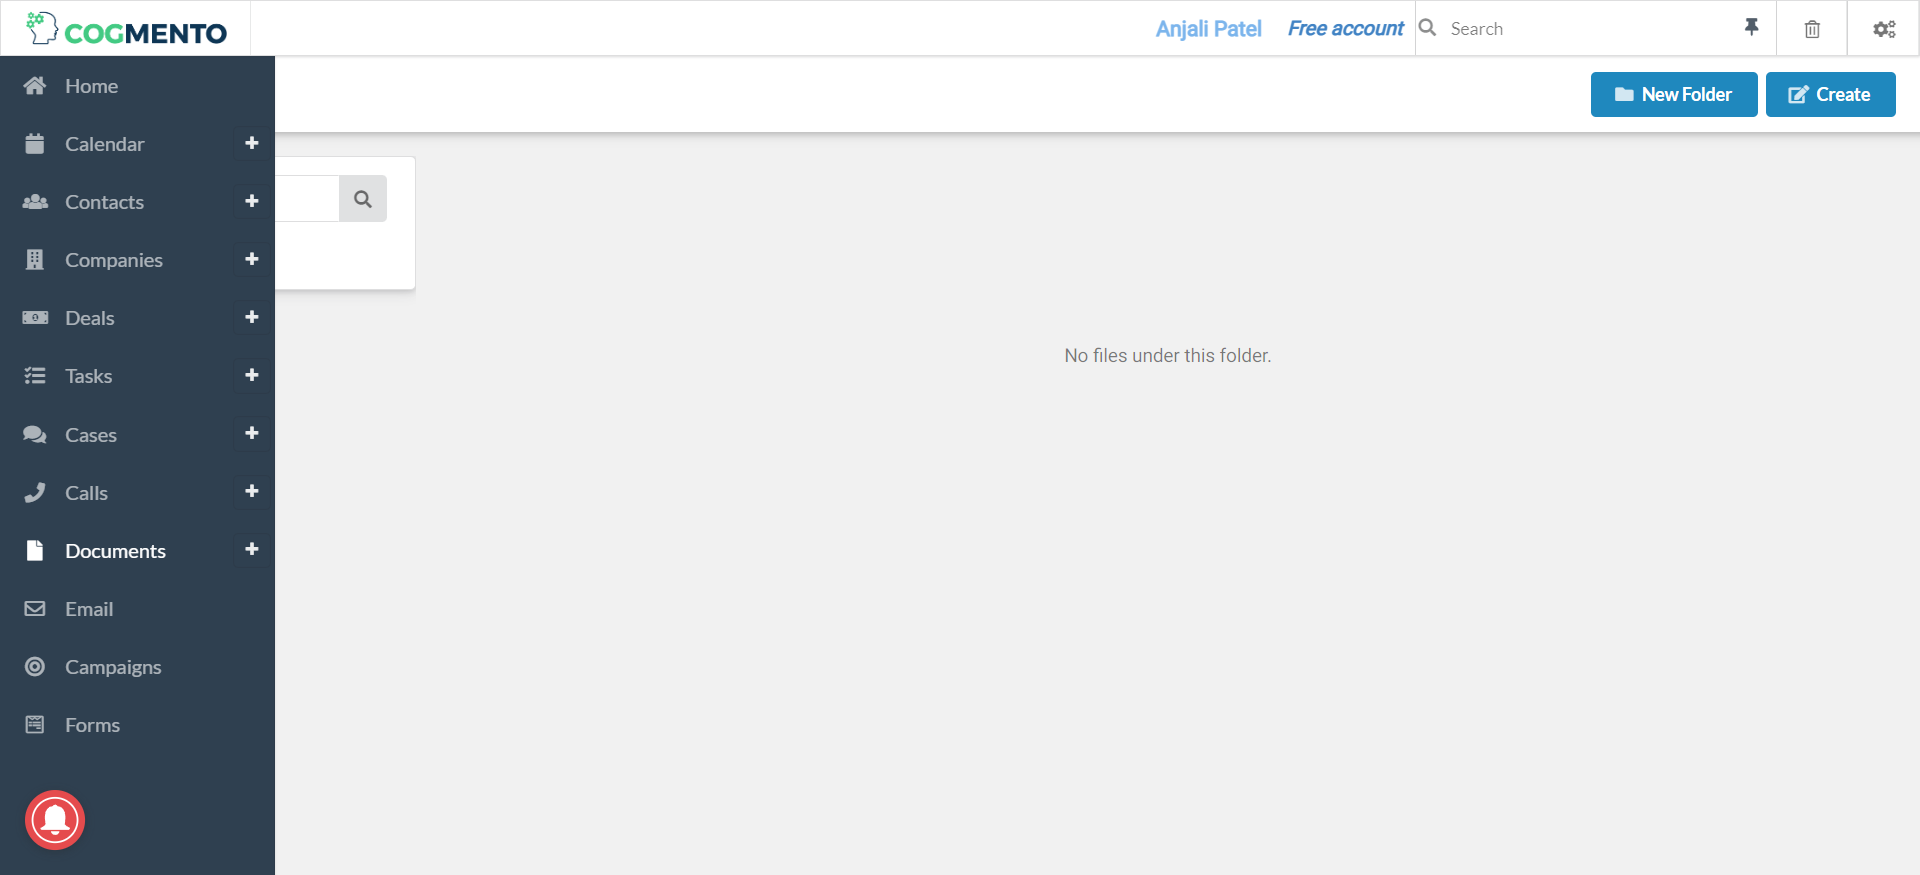 COGMENTO
Anjali Patel
Free account
Search
Home
Calendar
Contacts
Companies
Deals
Tasks
Cases
Calls
Documents
Email
Campaigns
Forms
New Folder
Create
No files under this folder.